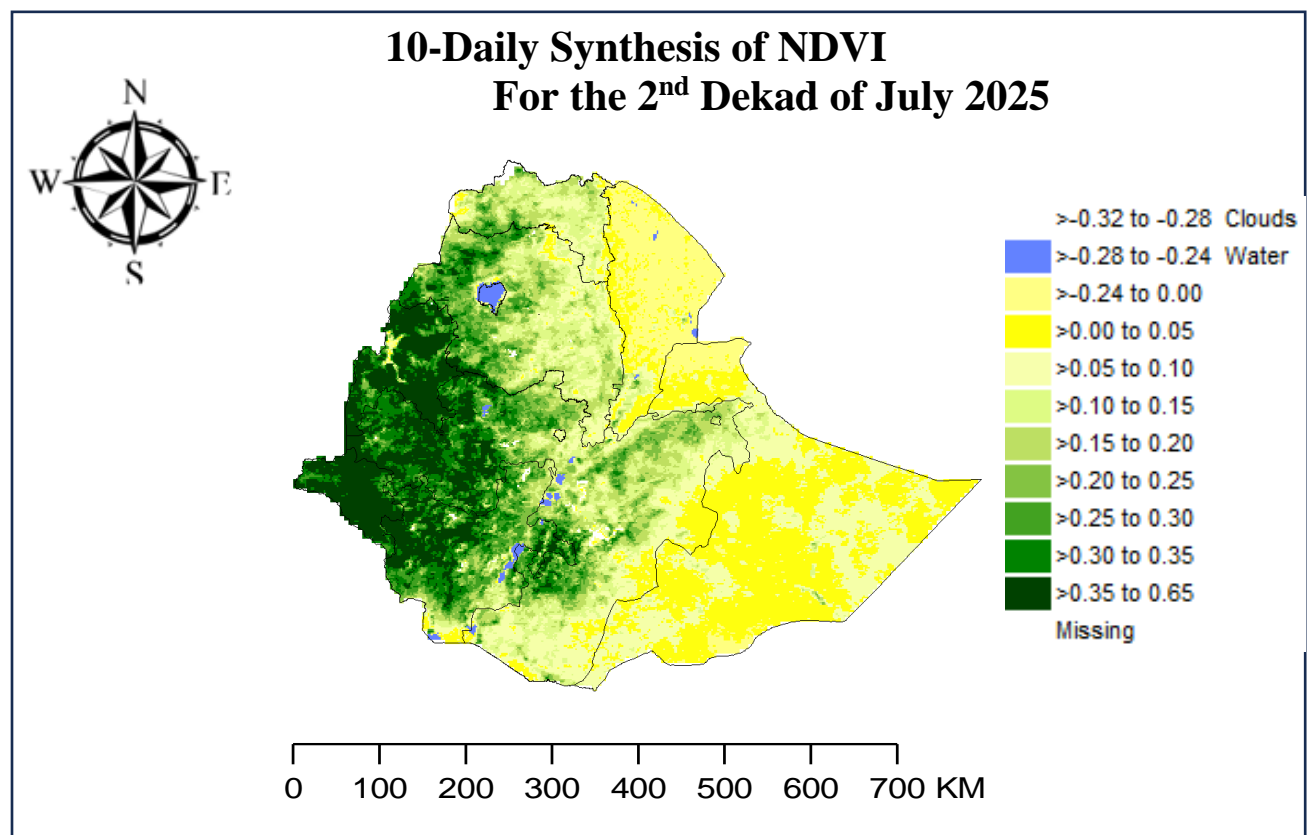 10-Daily Synthesis of NDVI
For the 2nd Dekad of July 2025
N
W
E
S
>-0.32 to -0.28 Clouds
>-0.28 to -0.24 Water
>-0.24 to 0.00
>0.00 to 0.05
>0.05 to 0.10
>0.10 to 0.15
>0.15 to 0.20
>0.20 to 0.25
>0.25 to 0.30
>0.30 to 0.35
>0.35 to 0.65
Missing
0 100 200 300 400 500 600 700 KM